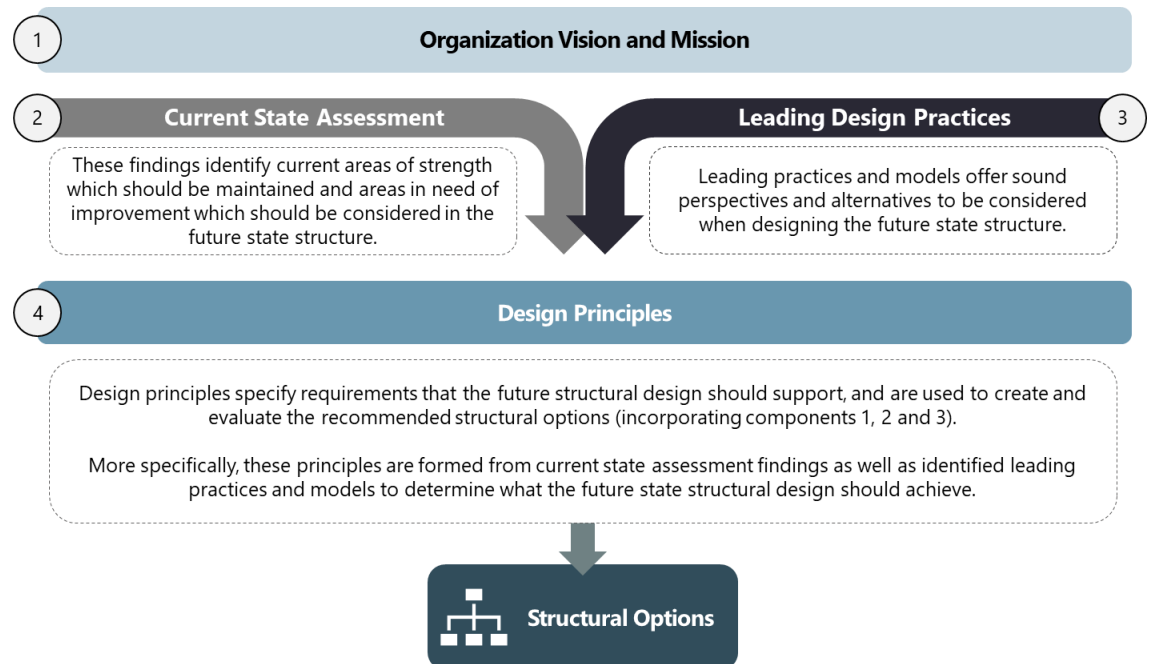 1
Organization Vision and Mission
2
Current State Assessment
These findings identify current areas of strength
which should be maintained and areas in need of
improvement which should be considered in the
future state structure.
Leading Design Practices
3
Leading practices and models offer sound
perspectives and alternatives to be considered
when designing the future state structure.
4
Design Principles
Design principles specify requirements that the future structural design should support, and are used to create and
evaluate the recommended structural options (incorporating components 1, 2 and 3).
More specifically, these principles are formed from current state assessment findings as well as identified leading
practices and models to determine what the future state structural design should achieve.
Structural Options